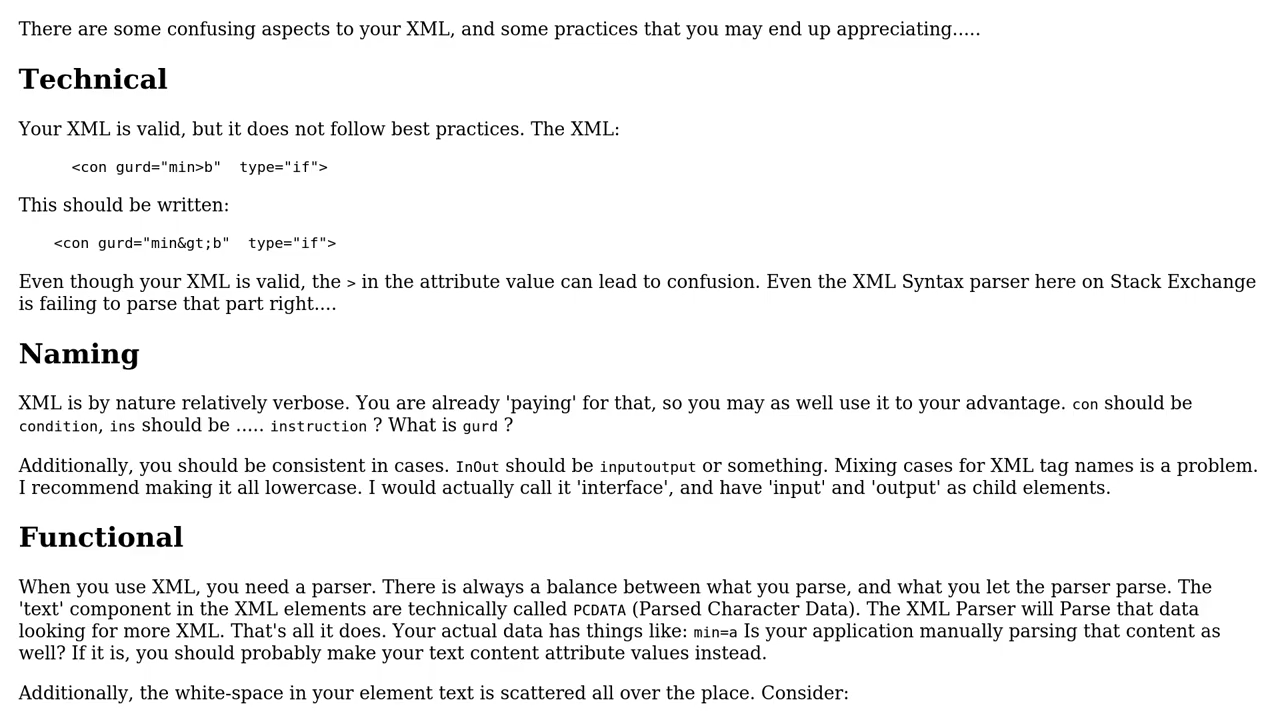 There are some confusing aspects to your XML, and some practices that you may end up appreciating.....
Technical
Your XML is valid, but it does not follow best practices. The XML:
<con gurd="min>b"  type="if">
This should be written:
<con gurd="min&gt;b"  type="if">
Even though your XML is valid, the > in the attribute value can lead to confusion. Even the XML Syntax parser here on Stack Exchange
is failing to parse that part right....
Naming
XML is by nature relatively verbose. You are already 'paying' for that, so you may as well use it to your advantage. con should be
condition, ins should be ..... instruction ? What is gurd ?
Additionally, you should be consistent in cases. InOut should be inputoutput or something. Mixing cases for XML tag names is a problem.
I recommend making it all lowercase. I would actually call it 'interface', and have 'input' and 'output' as child elements.
Functional
When you use XML, you need a parser. There is always a balance between what you parse, and what you let the parser parse. The
'text' component in the XML elements are technically called PCDATA (Parsed Character Data). The XML Parser will Parse that data
looking for more XML. That's all it does. Your actual data has things like: min=a Is your application manually parsing that content as
well? If it is, you should probably make your text content attribute values instead.
Additionally, the white-space in your element text is scattered all over the place. Consider: